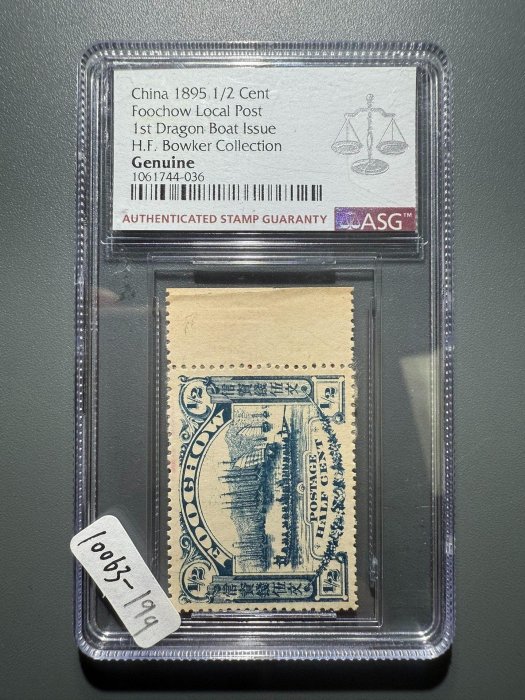 China 1895 1/2 Cent
Foochow Local Post
1st Dragon Boat Issue
H.F. Bowker Collection
Genuine
1061744-036
AUTHENTICATED STAMP GUARANTY ASG™
1/2 1/2
FOOCHOW
POSTAGE
HALF CENT
1/2 1/2
10063-199